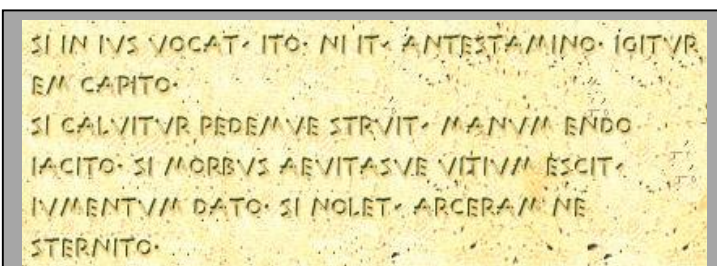 SI IN IVS VOCAT· ITO· NI IT· ANTESTAMINO· IGITVR
EM CAPITO·
SI CALVITVR PEDEMVE STRVIT· MANVM ENDO
IACITO· SI MORBVS AEVITASVE VITIVM ESCIT·
IVMENTVM DATO· SI NOLET· ARCERAM NE
STERNITO·